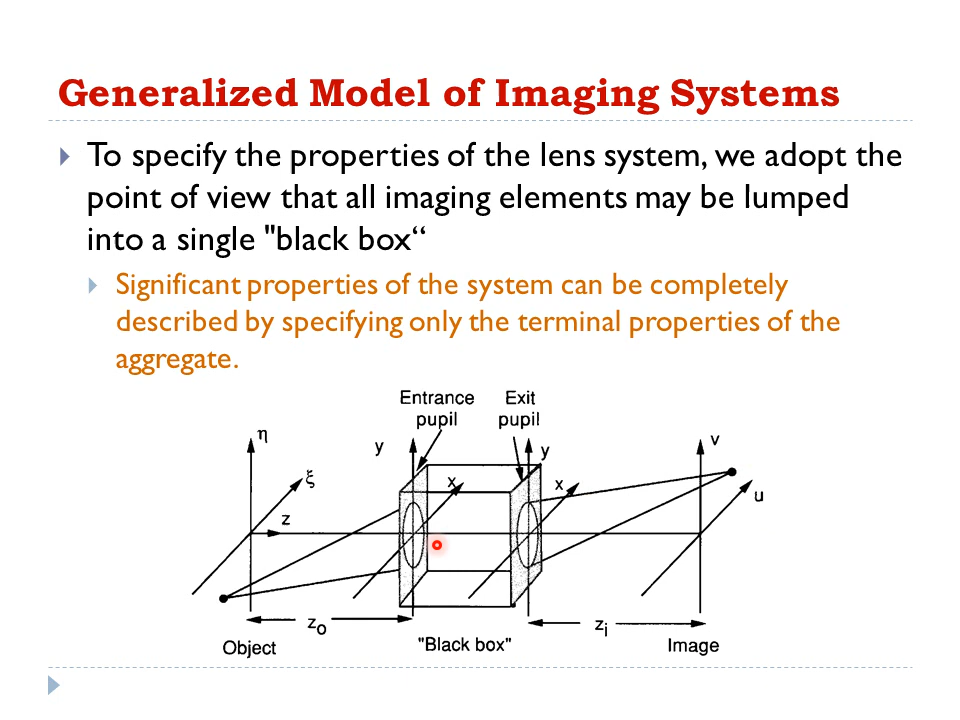 Generalized Model of Imaging Systems
To specify the properties of the lens system, we adopt the
point of view that all imaging elements may be lumped
into a single "black box“
Significant properties of the system can be completely
described by specifying only the terminal properties of the
aggregate.
Entrance pupil
Exit pupil
η
ξ
z
y
x
y
x
v
u
zo
zi
Object
"Black box"
Image